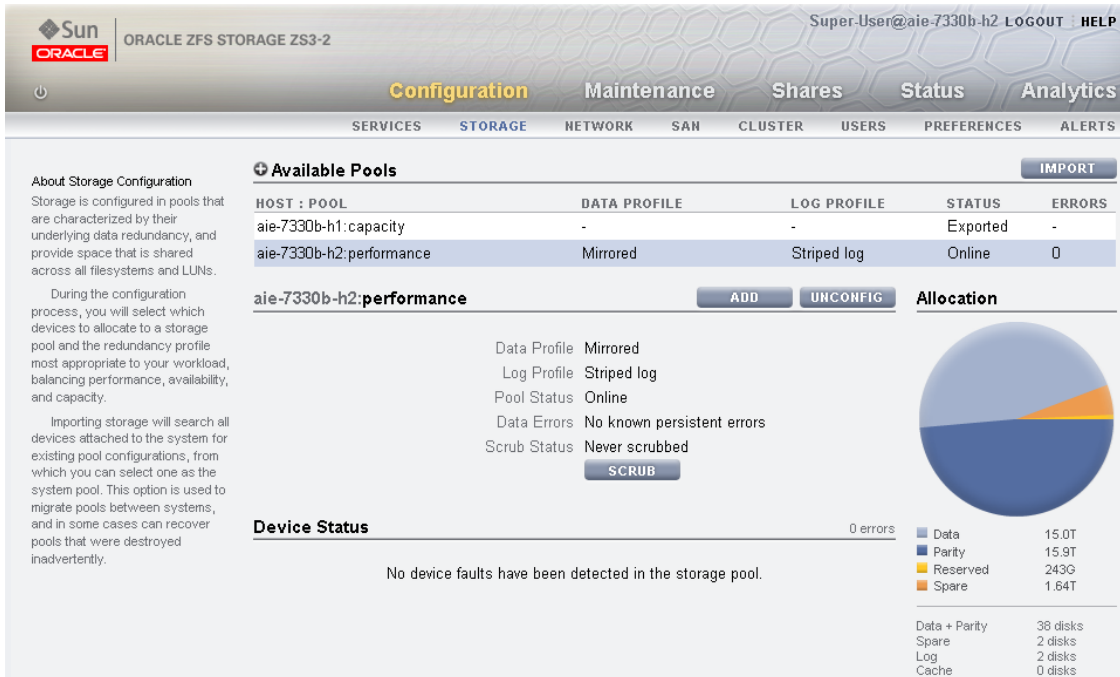 Sun
ORACLE
ORACLE ZFS STORAGE ZS3-2
Super-User@aie-7330b-h2 LOGOUT HELP
Configuration Maintenance Shares Status Analytics
SERVICES STORAGE NETWORK SAN CLUSTER USERS PREFERENCES ALERTS
About Storage Configuration
Storage is configured in pools that
are characterized by their
underlying data redundancy, and
provide space that is shared
across all filesystems and LUNs.
During the configuration
process, you will select which
devices to allocate to a storage
pool and the redundancy profile
most appropriate to your workload,
balancing performance, availability,
and capacity.
Importing storage will search all
devices attached to the system for
existing pool configurations, from
which you can select one as the
system pool. This option is used to
migrate pools between systems,
and in some cases can recover
pools that were destroyed
inadvertently.
Available Pools IMPORT
HOST : POOL DATA PROFILE LOG PROFILE STATUS ERRORS
aie-7330b-h1:capacity - - Exported -
aie-7330b-h2:performance Mirrored Striped log Online 0
aie-7330b-h2:performance ADD UNCONFIG
Data Profile Mirrored
Log Profile Striped log
Pool Status Online
Data Errors No known persistent errors
Scrub Status Never scrubbed
SCRUB
Device Status 0 errors
No device faults have been detected in the storage pool.
Allocation
Data 15.0T
Parity 15.9T
Reserved 243G
Spare 1.64T
Data + Parity 38 disks
Spare 2 disks
Log 2 disks
Cache 0 disks